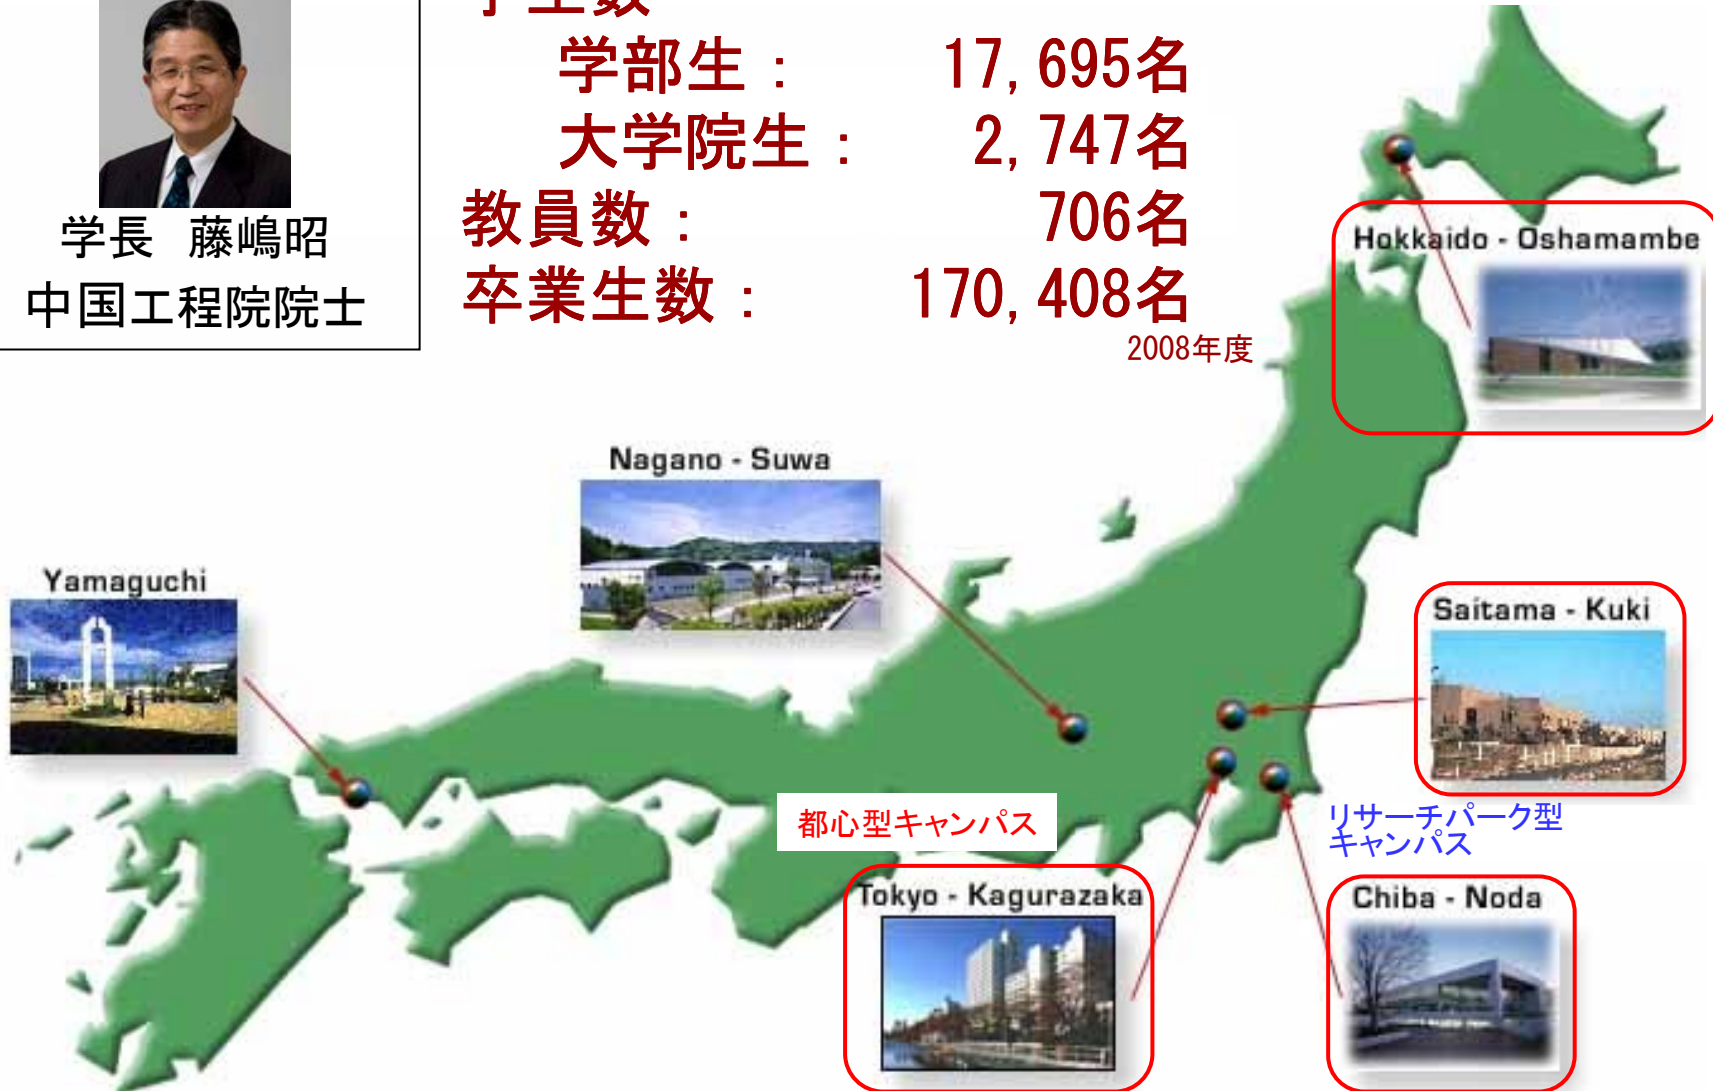 学生数
学部生： 17,695名
大学院生： 2,747名
教員数： 706名
卒業生数： 170,408名
2008年度
学長 藤嶋昭
中国工程院院士
Hokkaido - Oshamambe
Nagano - Suwa
Yamaguchi
Saitama - Kuki
都心型キャンパス
リサーチパーク型
キャンパス
Tokyo - Kagurazaka
Chiba - Noda